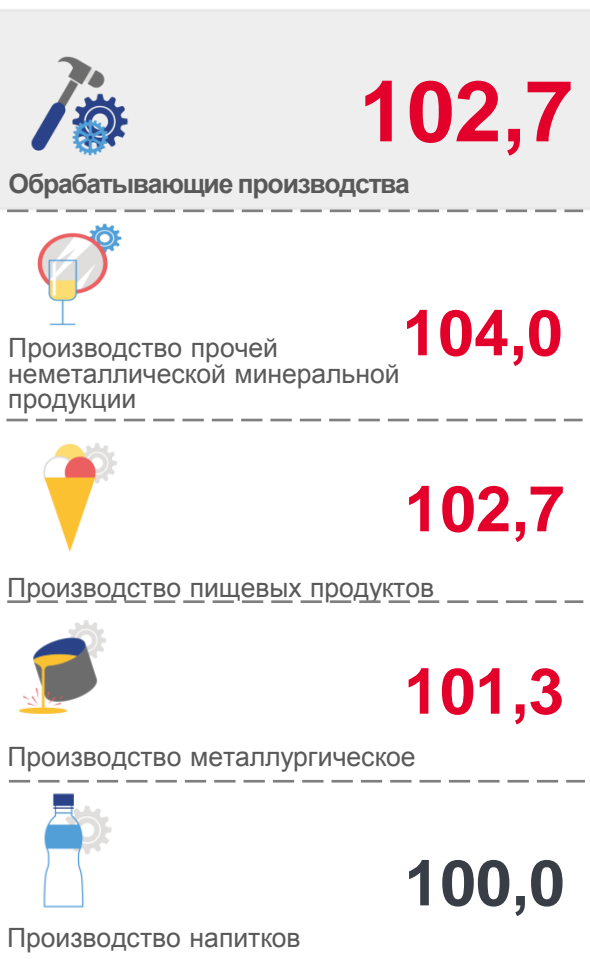 102,7
Обрабатывающие производства
104,0
Производство прочей
неметаллической минеральной
продукции
102,7
Производство пищевых продуктов
101,3
Производство металлургическое
100,0
Производство напитков